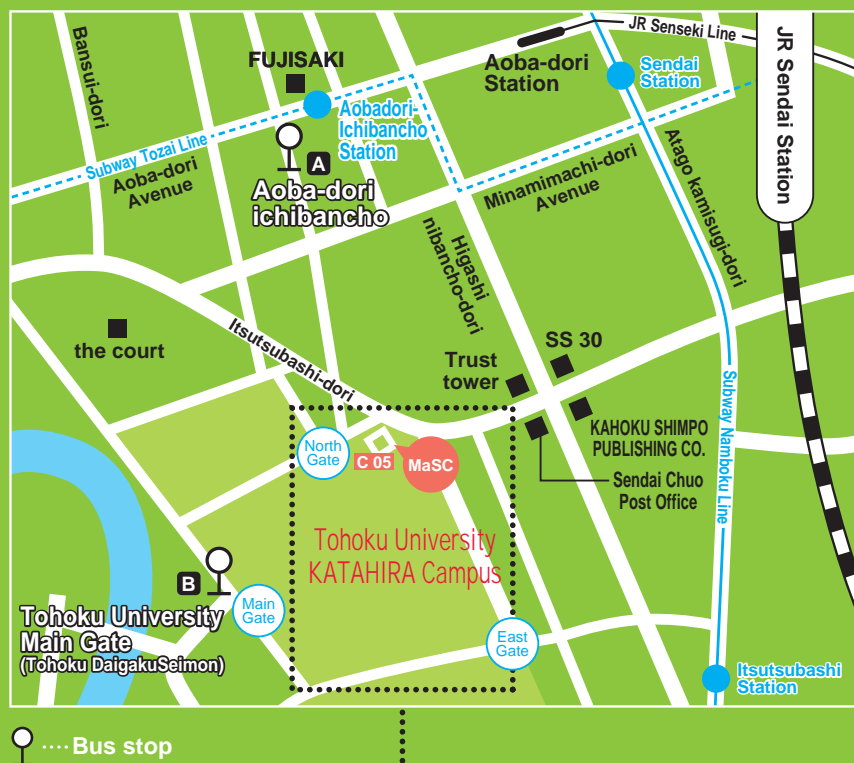 JR Senseki Line
JR Sendai Station
Bansui-dori
FUJISAKI
Aoba-dori
Station
Sendai
Station
Aobadori-
Ichibancho
Station
Subway Tozai Line
Aoba-dori
Avenue
A
Aoba-dori
ichibancho
Minamimachi-dori
Avenue
Atago kamisugi-dori
Higashi
nibancho-dori
the court
Itsutsubashi-dori
Trust
tower
SS 30
KAHOKU SHIMPO
PUBLISHING CO.
Sendai Chuo
Post Office
Subway Namboku Line
North
Gate
C 05
MaSC
Tohoku University
KATAHIRA Campus
B
Main
Gate
Tohoku University
Main Gate
(Tohoku DaigakuSeimon)
East
Gate
Itsutsubashi
Station
····Bus stop